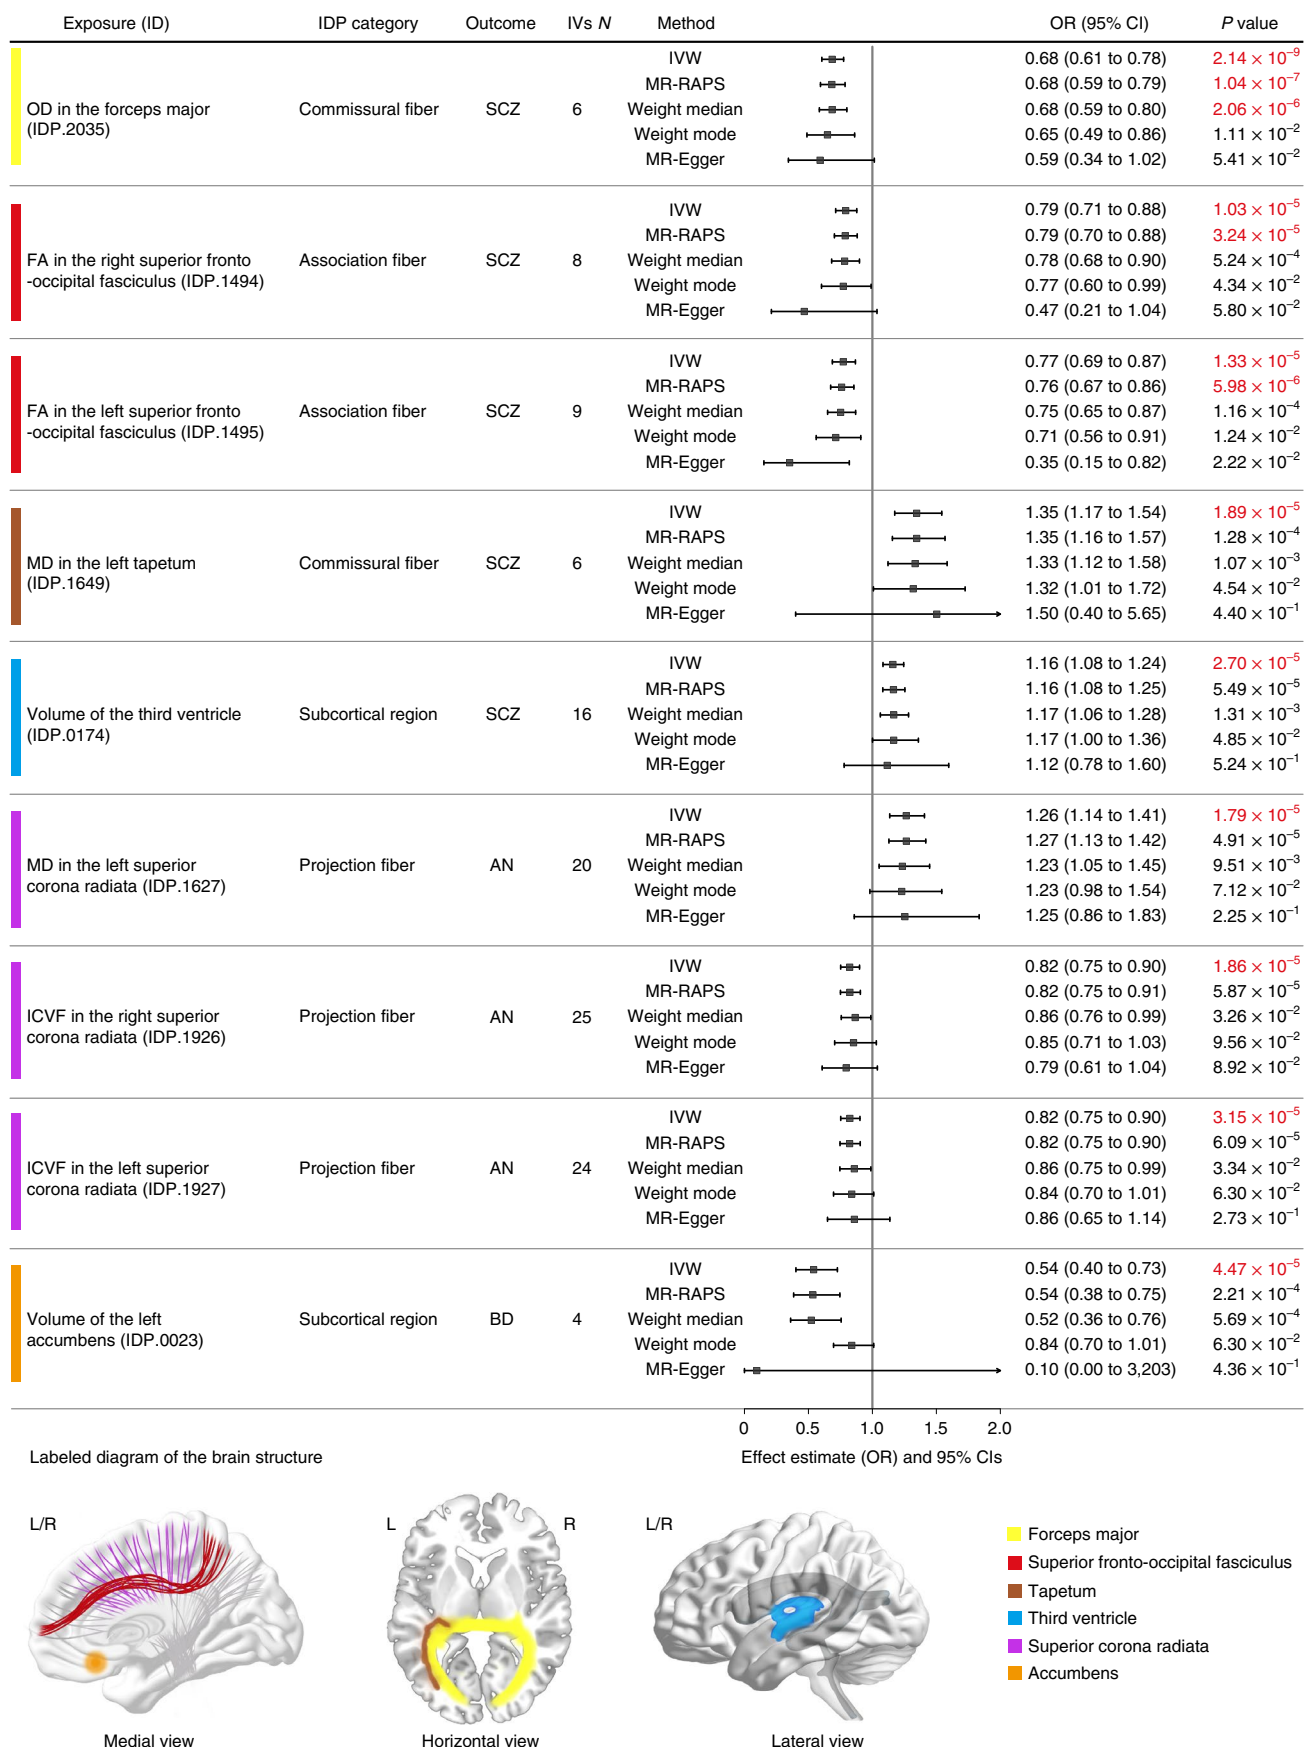 Exposure (ID) IDP category Outcome IVs N Method OR (95% CI) P value
IVW 0.68 (0.61 to 0.78) 2.14 × 10⁻⁹
MR-RAPS 0.68 (0.59 to 0.79) 1.04 × 10⁻⁷
OD in the forceps major Commissural fiber SCZ 6 Weight median 0.68 (0.59 to 0.80) 2.06 × 10⁻⁶
(IDP.2035) Weight mode 0.65 (0.49 to 0.86) 1.11 × 10⁻²
MR-Egger 0.59 (0.34 to 1.02) 5.41 × 10⁻²
IVW 0.79 (0.71 to 0.88) 1.03 × 10⁻⁵
MR-RAPS 0.79 (0.70 to 0.88) 3.24 × 10⁻⁵
FA in the right superior fronto Association fiber SCZ 8 Weight median 0.78 (0.68 to 0.90) 5.24 × 10⁻⁴
-occipital fasciculus (IDP.1494) Weight mode 0.77 (0.60 to 0.99) 4.34 × 10⁻²
MR-Egger 0.47 (0.21 to 1.04) 5.80 × 10⁻²
IVW 0.77 (0.69 to 0.87) 1.33 × 10⁻⁵
MR-RAPS 0.76 (0.67 to 0.86) 5.98 × 10⁻⁶
FA in the left superior fronto Association fiber SCZ 9 Weight median 0.75 (0.65 to 0.87) 1.16 × 10⁻⁴
-occipital fasciculus (IDP.1495) Weight mode 0.71 (0.56 to 0.91) 1.24 × 10⁻²
MR-Egger 0.35 (0.15 to 0.82) 2.22 × 10⁻²
IVW 1.35 (1.17 to 1.54) 1.89 × 10⁻⁵
MR-RAPS 1.35 (1.16 to 1.57) 1.28 × 10⁻⁴
MD in the left tapetum Commissural fiber SCZ 6 Weight median 1.33 (1.12 to 1.58) 1.07 × 10⁻³
(IDP.1649) Weight mode 1.32 (1.01 to 1.72) 4.54 × 10⁻²
MR-Egger 1.50 (0.40 to 5.65) 4.40 × 10⁻¹
IVW 1.16 (1.08 to 1.24) 2.70 × 10⁻⁵
MR-RAPS 1.16 (1.08 to 1.25) 5.49 × 10⁻⁵
Volume of the third ventricle Subcortical region SCZ 16 Weight median 1.17 (1.06 to 1.28) 1.31 × 10⁻³
(IDP.0174) Weight mode 1.17 (1.00 to 1.36) 4.85 × 10⁻²
MR-Egger 1.12 (0.78 to 1.60) 5.24 × 10⁻¹
IVW 1.26 (1.14 to 1.41) 1.79 × 10⁻⁵
MR-RAPS 1.27 (1.13 to 1.42) 4.91 × 10⁻⁵
MD in the left superior Projection fiber AN 20 Weight median 1.23 (1.05 to 1.45) 9.51 × 10⁻³
corona radiata (IDP.1627) Weight mode 1.23 (0.98 to 1.54) 7.12 × 10⁻²
MR-Egger 1.25 (0.86 to 1.83) 2.25 × 10⁻¹
IVW 0.82 (0.75 to 0.90) 1.86 × 10⁻⁵
MR-RAPS 0.82 (0.75 to 0.91) 5.87 × 10⁻⁵
ICVF in the right superior Projection fiber AN 25 Weight median 0.86 (0.76 to 0.99) 3.26 × 10⁻²
corona radiata (IDP.1926) Weight mode 0.85 (0.71 to 1.03) 9.56 × 10⁻²
MR-Egger 0.79 (0.61 to 1.04) 8.92 × 10⁻²
IVW 0.82 (0.75 to 0.90) 3.15 × 10⁻⁵
MR-RAPS 0.82 (0.75 to 0.90) 6.09 × 10⁻⁵
ICVF in the left superior Projection fiber AN 24 Weight median 0.86 (0.75 to 0.99) 3.34 × 10⁻²
corona radiata (IDP.1927) Weight mode 0.84 (0.70 to 1.01) 6.30 × 10⁻²
MR-Egger 0.86 (0.65 to 1.14) 2.73 × 10⁻¹
IVW 0.54 (0.40 to 0.73) 4.47 × 10⁻⁵
MR-RAPS 0.54 (0.38 to 0.75) 2.21 × 10⁻⁴
Volume of the left Subcortical region BD 4 Weight median 0.52 (0.36 to 0.76) 5.69 × 10⁻⁴
accumbens (IDP.0023) Weight mode 0.84 (0.70 to 1.01) 6.30 × 10⁻²
MR-Egger 0.10 (0.00 to 3,203) 4.36 × 10⁻¹
0 0.5 1.0 1.5 2.0
Labeled diagram of the brain structure Effect estimate (OR) and 95% CIs
L/R L R L/R
Forceps major
Superior fronto-occipital fasciculus
Tapetum
Third ventricle
Superior corona radiata
Accumbens
Medial view Horizontal view Lateral view